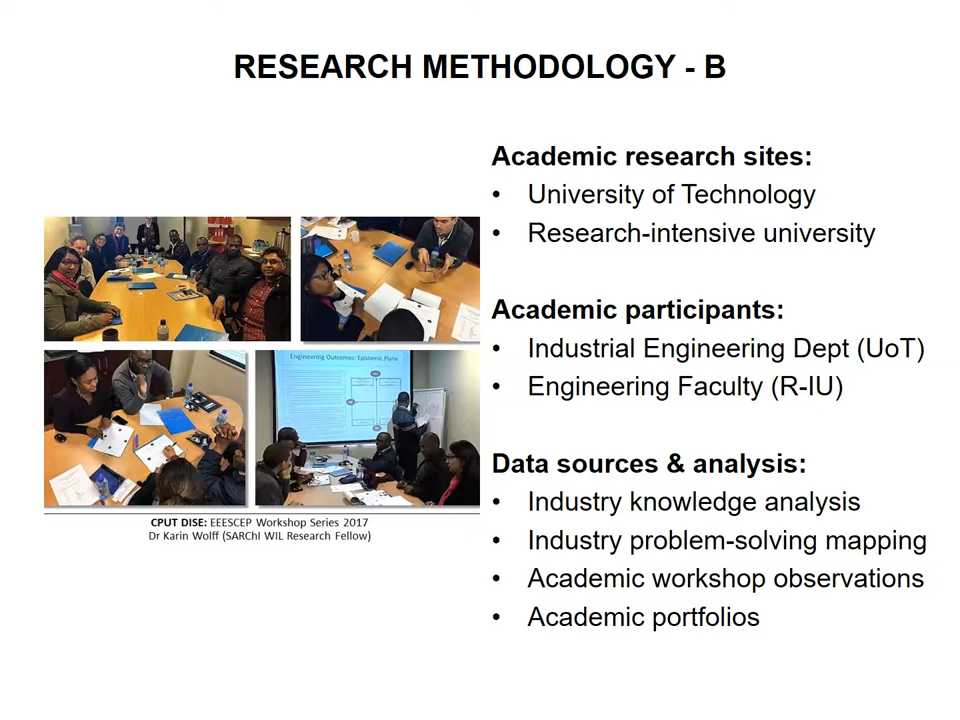 RESEARCH METHODOLOGY - B
Academic research sites:
• University of Technology
• Research-intensive university
Academic participants:
• Industrial Engineering Dept (UoT)
• Engineering Faculty (R-IU)
Data sources & analysis:
• Industry knowledge analysis
• Industry problem-solving mapping
• Academic workshop observations
• Academic portfolios
Engineering Outcomes: Epistemic Plane
CPUT DISE: EEESCEP Workshop Series 2017
Dr Karin Wolff (SARChI WIL Research Fellow)